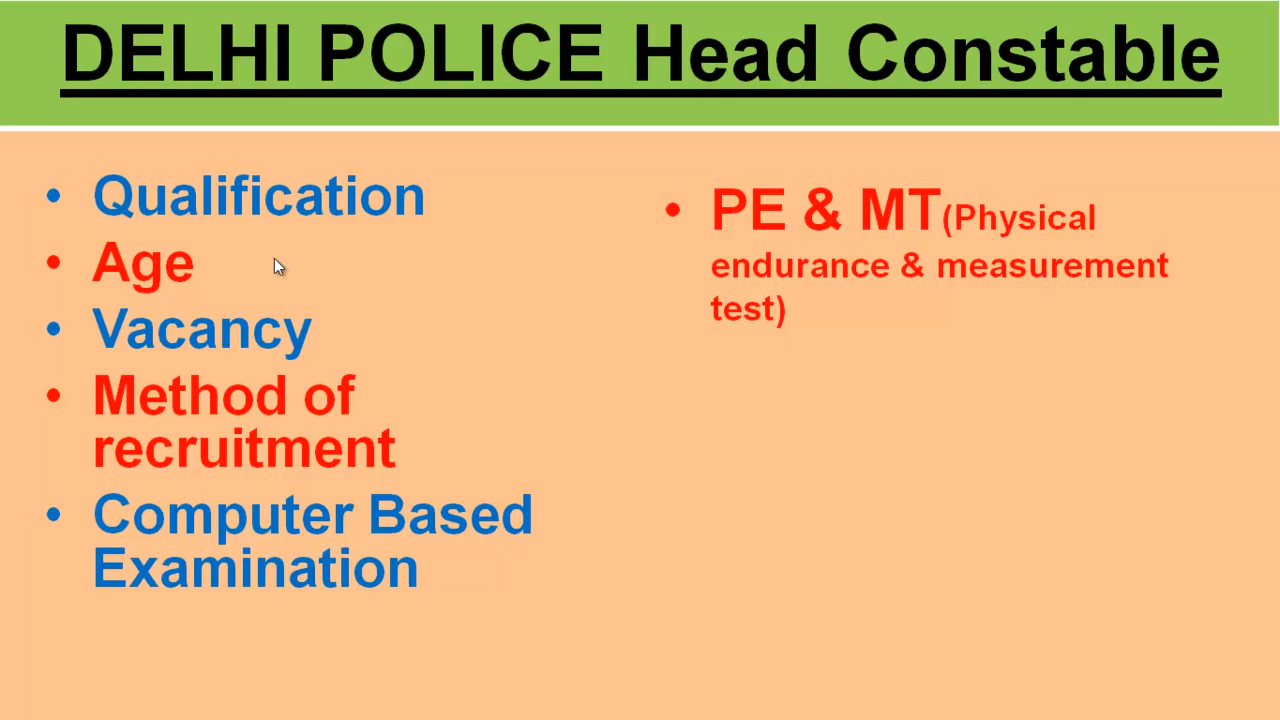 DELHI POLICE Head Constable
• Qualification
• Age
• Vacancy
• Method of
recruitment
• Computer Based
Examination
• PE & MT(Physical
endurance & measurement
test)